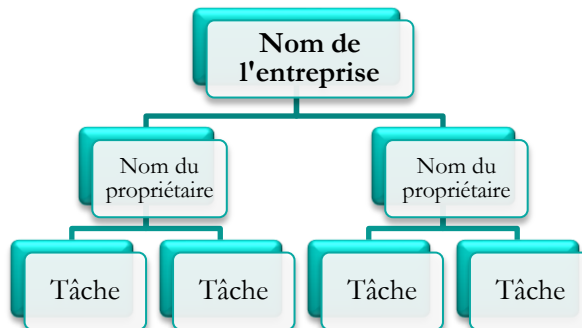 Nom de
l'entreprise
Nom du
propriétaire
Nom du
propriétaire
Tâche
Tâche
Tâche
Tâche